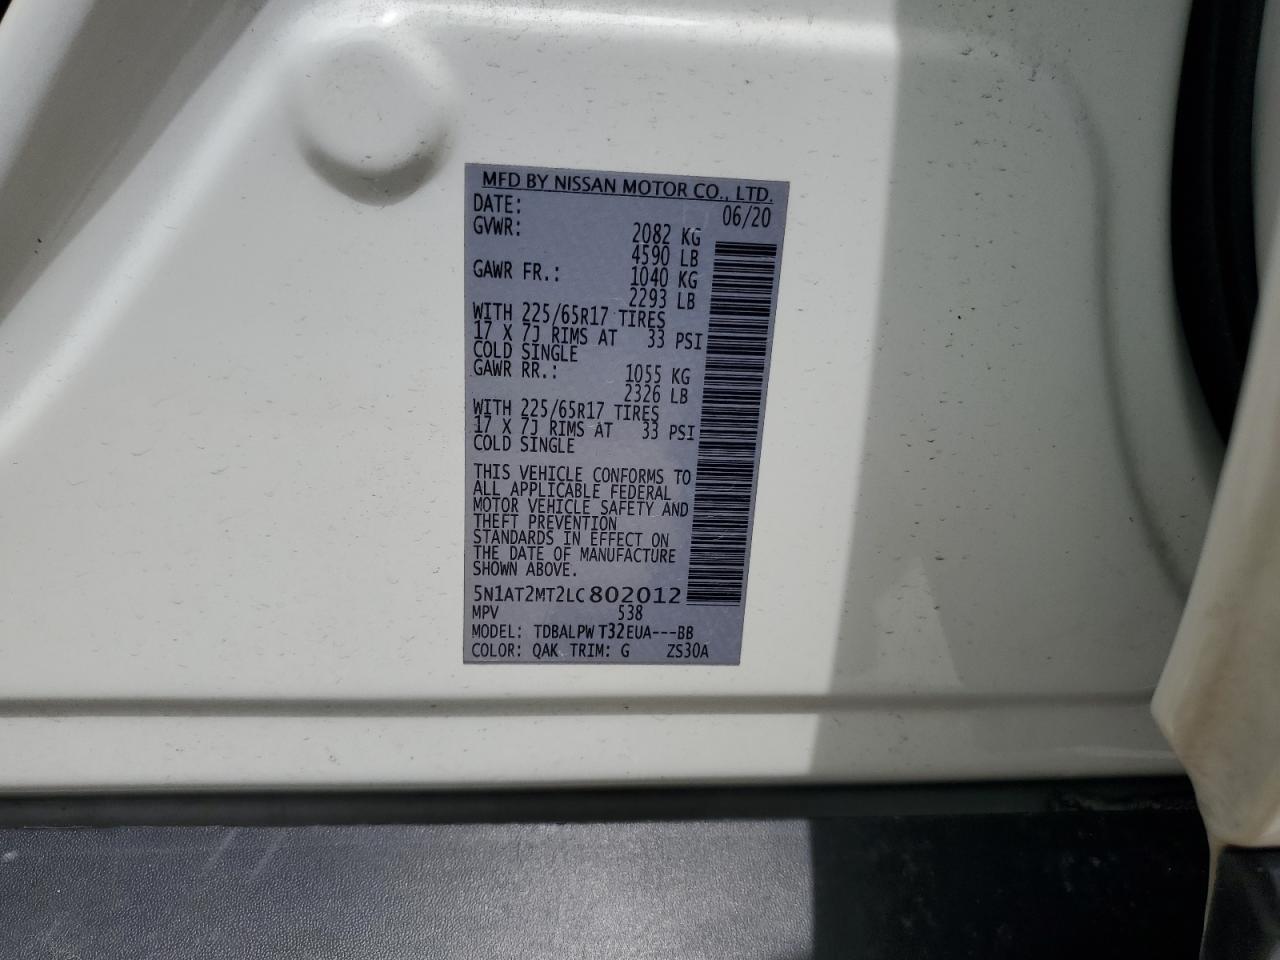 MFD BY NISSAN MOTOR CO., LTD.
DATE: 06/20
GVWR: 2082 KG
4590 LB
GAWR FR.: 1040 KG
2293 LB
WITH 225/65R17 TIRES
17 X 7J RIMS AT 33 PSI
COLD SINGLE
GAWR RR.: 1055 KG
2326 LB
WITH 225/65R17 TIRES
17 X 7J RIMS AT 33 PSI
COLD SINGLE
THIS VEHICLE CONFORMS TO
ALL APPLICABLE FEDERAL
MOTOR VEHICLE SAFETY AND
THEFT PREVENTION
STANDARDS IN EFFECT ON
THE DATE OF MANUFACTURE
SHOWN ABOVE.
5N1AT2MT2LC802012
MPV 538
MODEL: TDBALPW T32EUA---BB
COLOR: QAK TRIM: G ZS30A